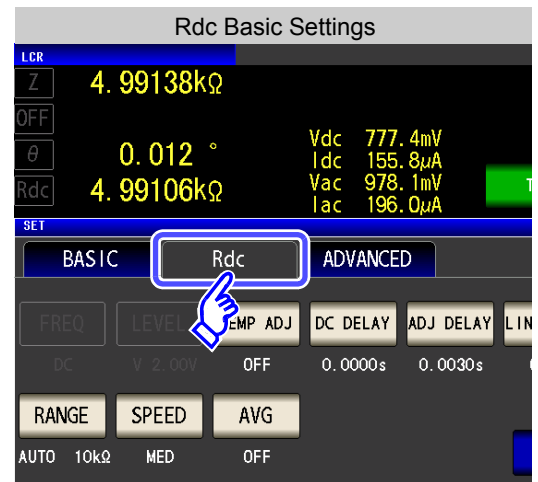 Rdc Basic Settings
LCR
Z 4.99138kΩ
OFF
θ 0.012 ° Vdc 777.4mV
Idc 155.8μA
Rdc 4.99106kΩ Vac 978.1mV
Iac 196.0μA
SET
BASIC Rdc ADVANCED
FREQ LEVEL EMP ADJ DC DELAY ADJ DELAY LIN
DC V 2.00V OFF 0.0000s 0.0030s
RANGE SPEED AVG
AUTO 10kΩ MED OFF